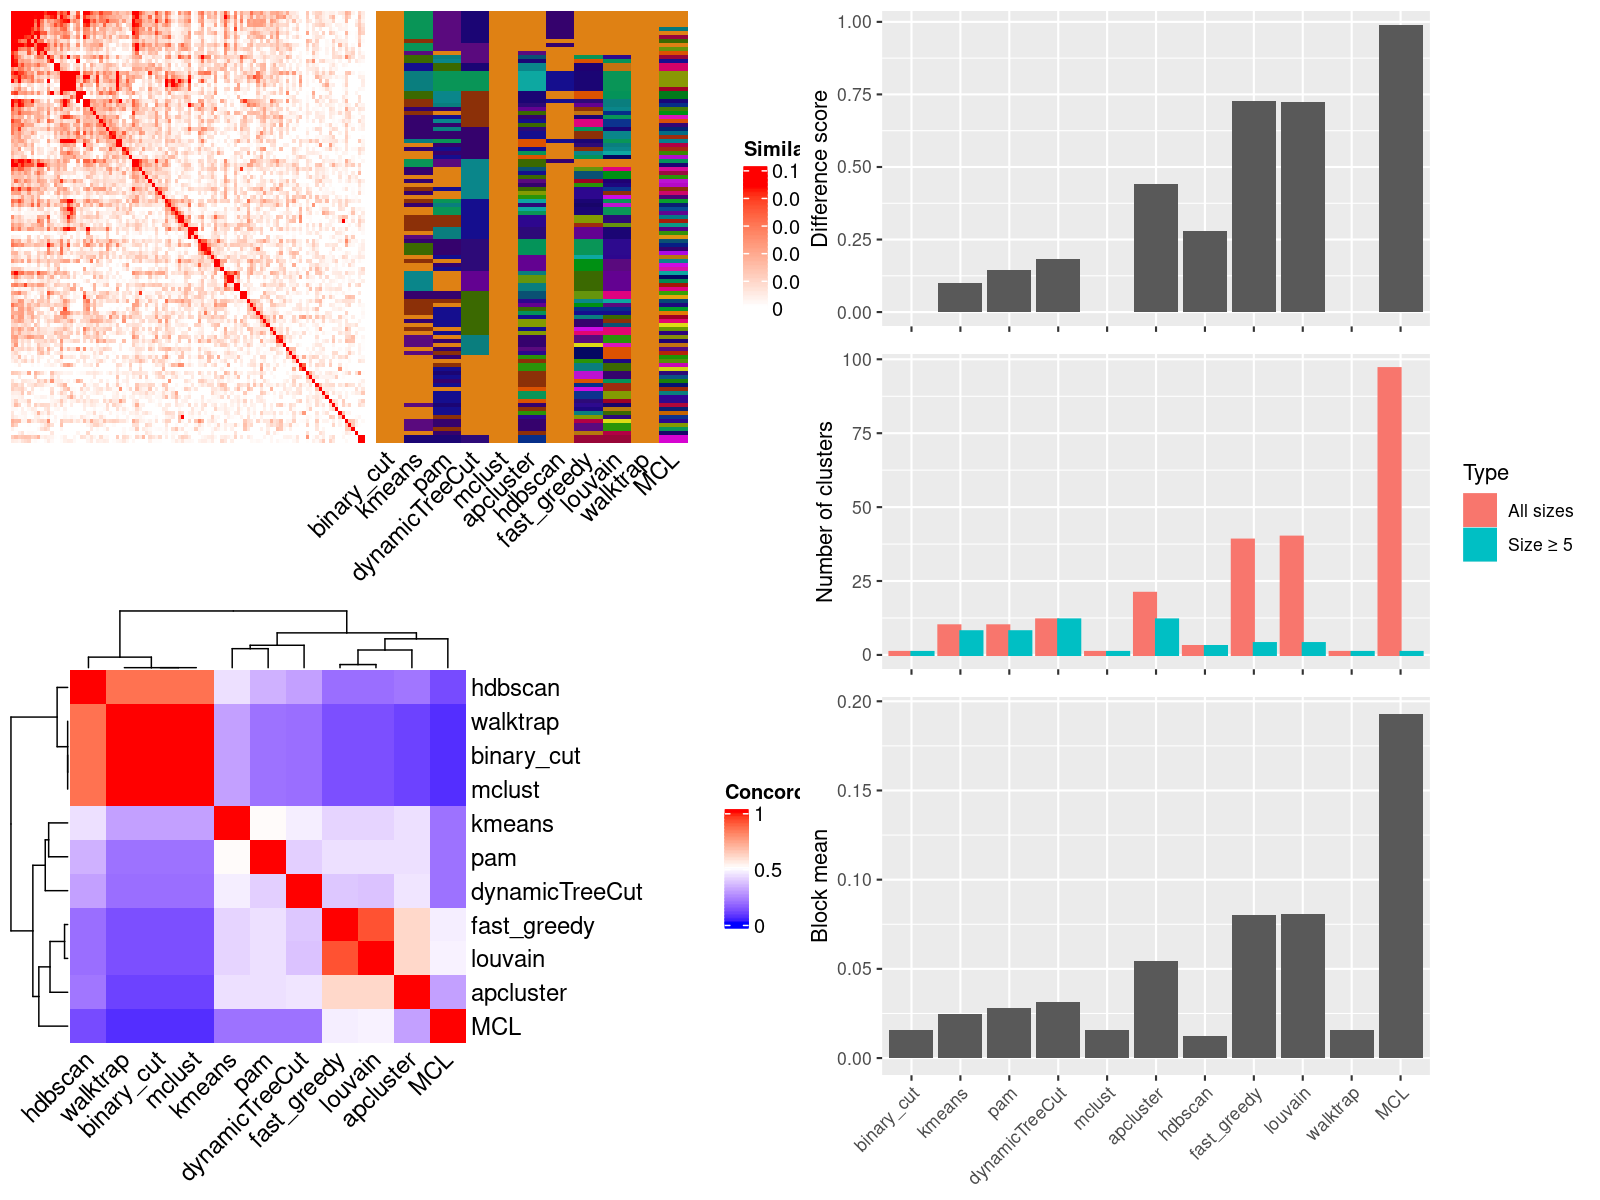 Simila
0.1
0.0
0.0
0.0
0.0
0
binary_cut
kmeans
pam
dynamicTreeCut
mclust
apcluster
hdbscan
fast_greedy
louvain
walktrap
MCL
hdbscan
walktrap
binary_cut
mclust
kmeans
pam
dynamicTreeCut
fast_greedy
louvain
apcluster
MCL
hdbscan
walktrap
binary_cut
mclust
kmeans
pam
dynamicTreeCut
fast_greedy
louvain
apcluster
MCL
Concord
1
0.5
0
Difference score
1.00
0.75
0.50
0.25
0.00
Number of clusters
100
75
50
25
0
Type
All sizes
Size ≥ 5
Block mean
0.20
0.15
0.10
0.05
0.00
binary_cut
kmeans
pam
dynamicTreeCut
mclust
apcluster
hdbscan
fast_greedy
louvain
walktrap
MCL